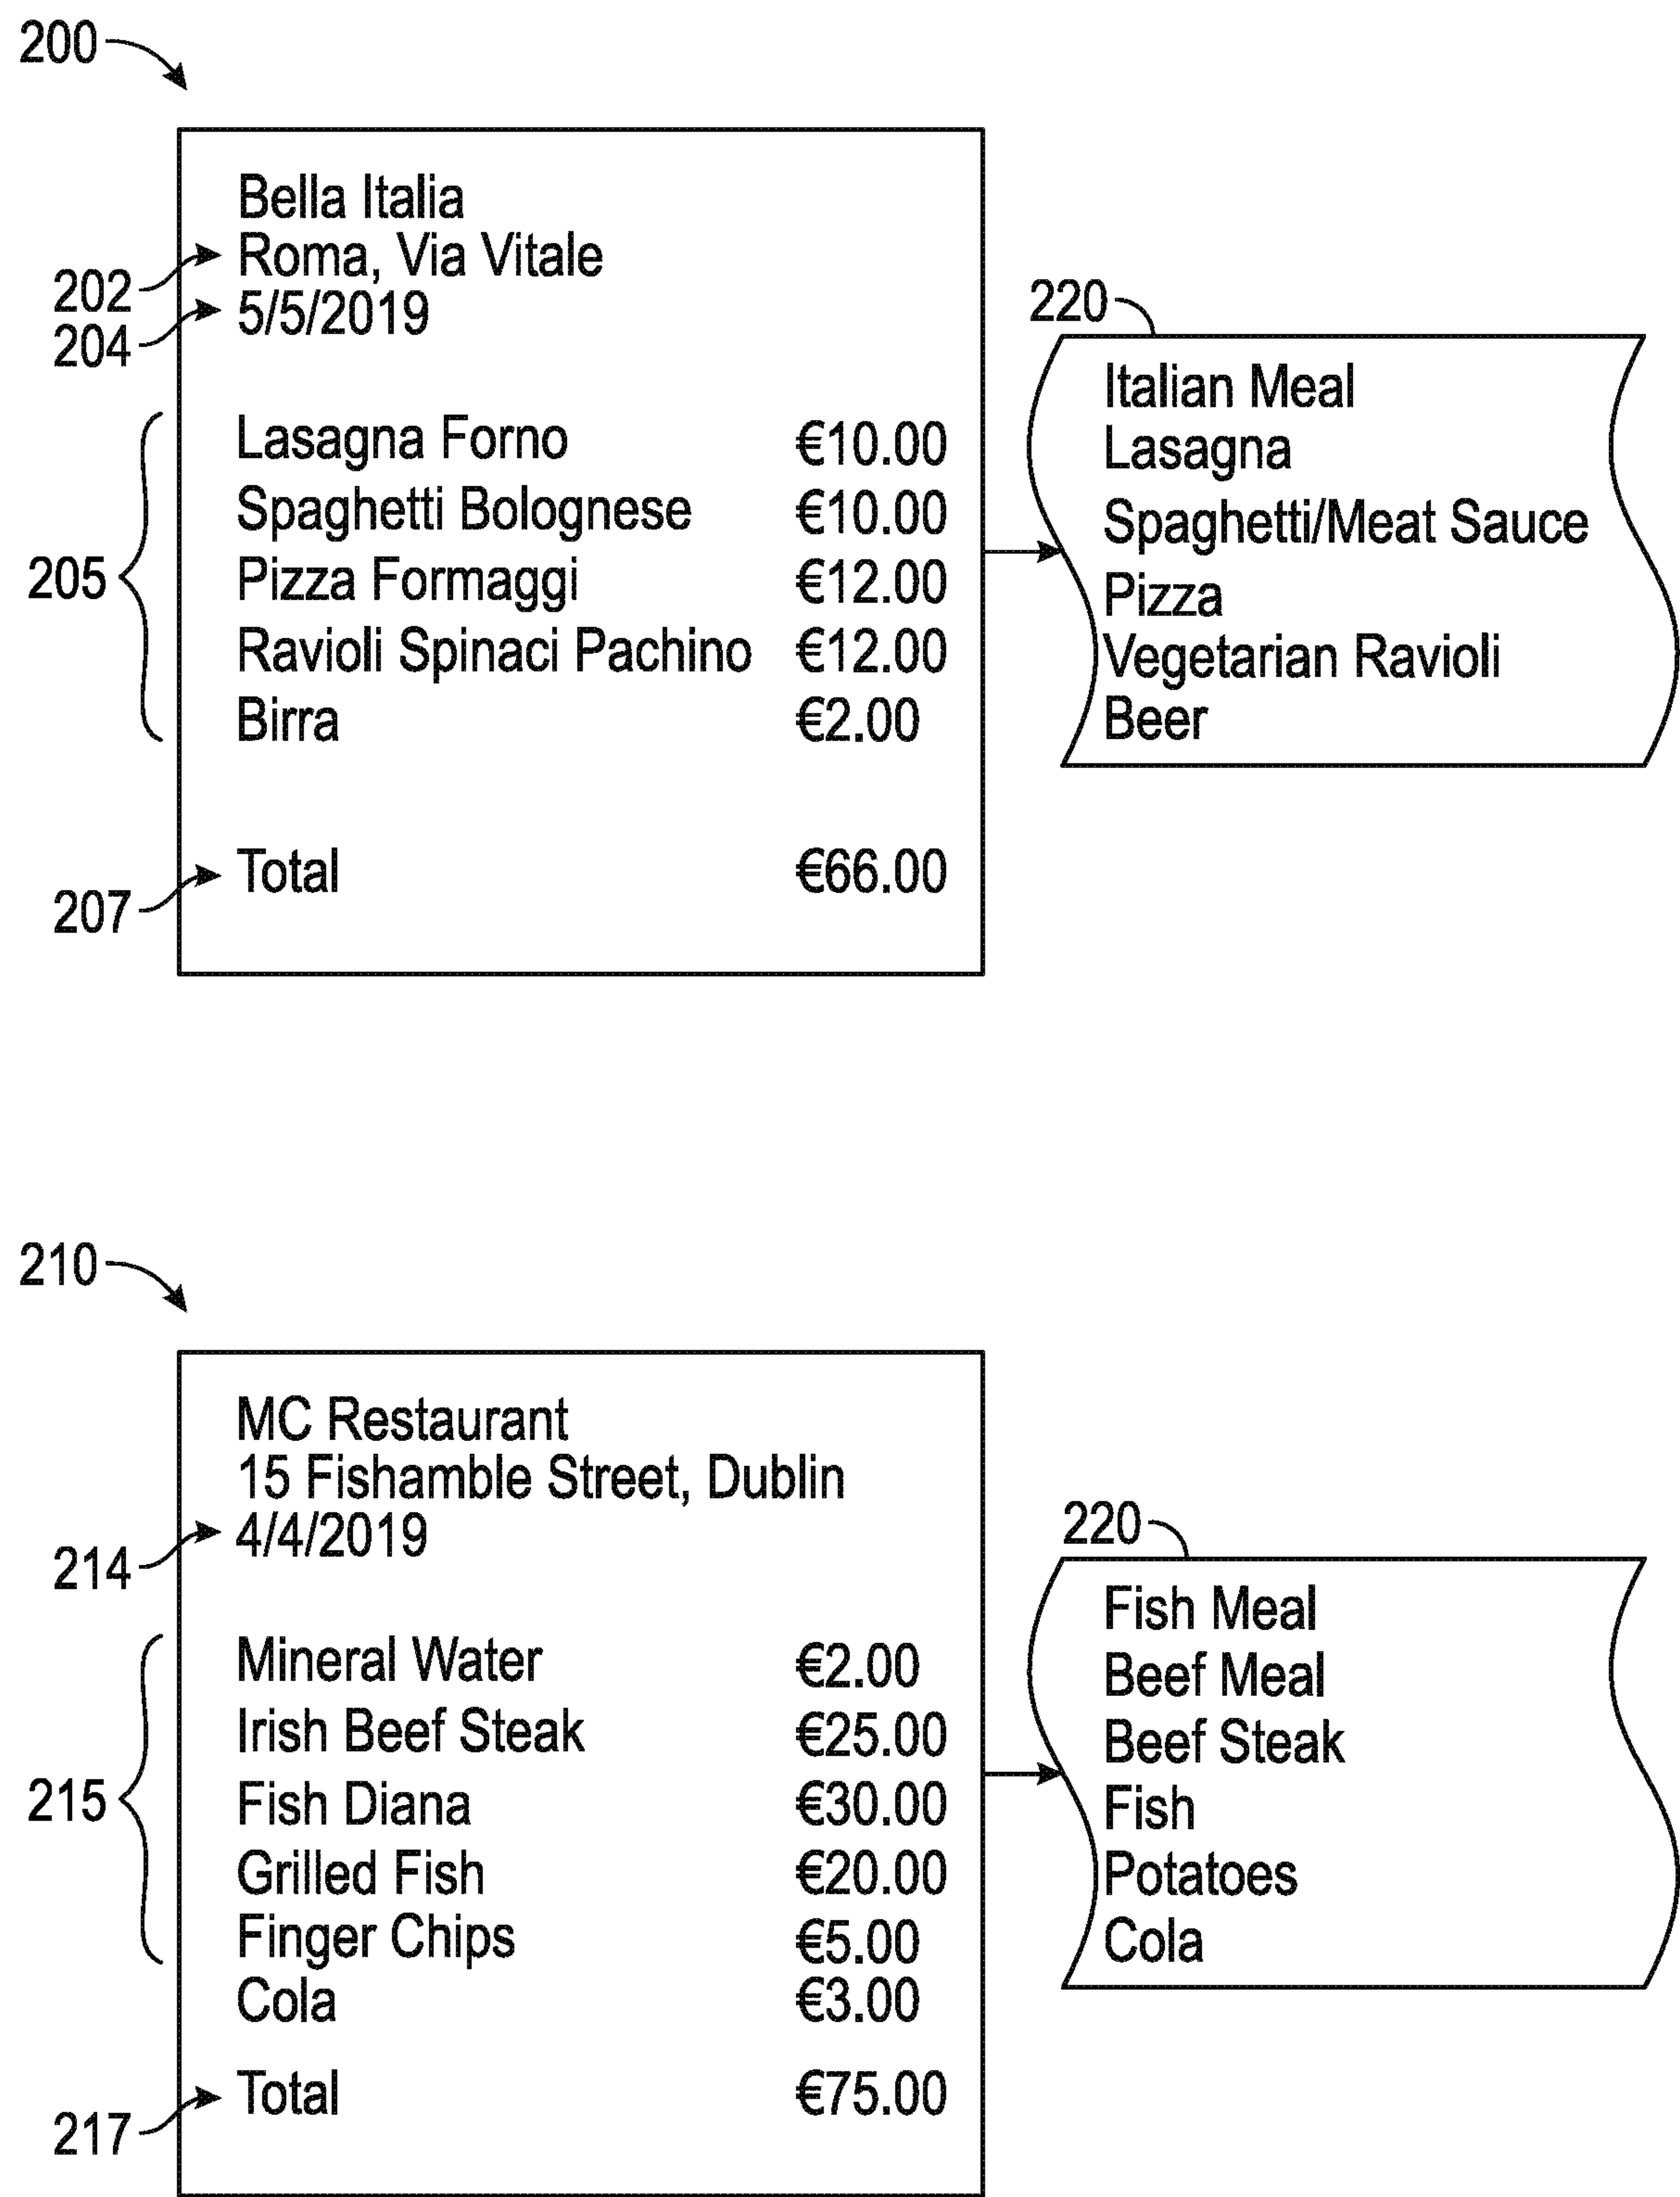 200
Bella Italia
202 Roma, Via Vitale
204 5/5/2019
205
Lasagna Forno €10.00
Spaghetti Bolognese €10.00
Pizza Formaggi €12.00
Ravioli Spinaci Pachino €12.00
Birra €2.00
207 Total €66.00
220
Italian Meal
Lasagna
Spaghetti/Meat Sauce
Pizza
Vegetarian Ravioli
Beer
210
MC Restaurant
15 Fishamble Street, Dublin
214 4/4/2019
215
Mineral Water €2.00
Irish Beef Steak €25.00
Fish Diana €30.00
Grilled Fish €20.00
Finger Chips €5.00
Cola €3.00
217 Total €75.00
220
Fish Meal
Beef Meal
Beef Steak
Fish
Potatoes
Cola